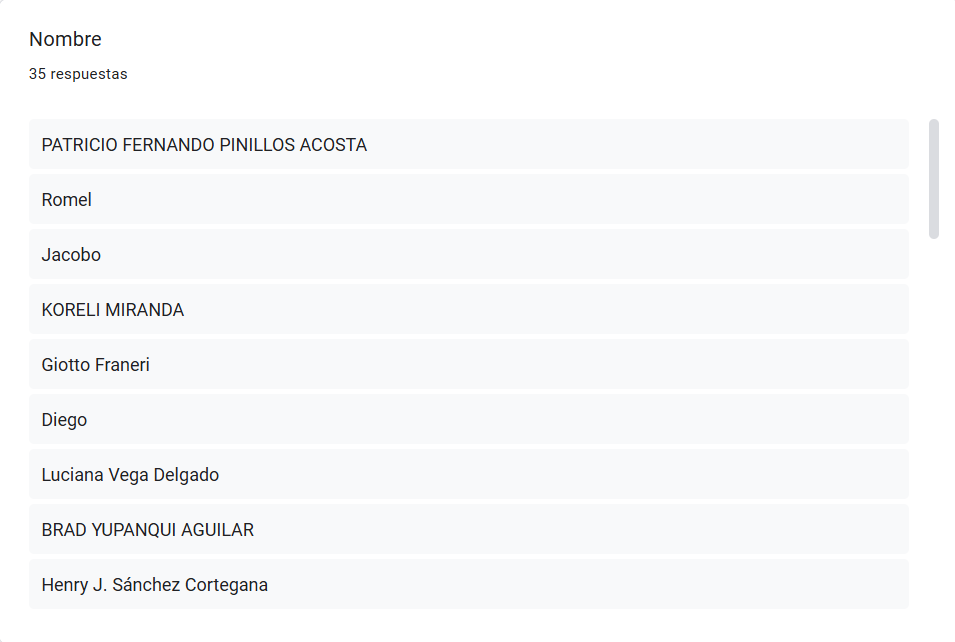 Nombre
35 respuestas
PATRICIO FERNANDO PINILLOS ACOSTA
Romel
Jacobo
KORELI MIRANDA
Giotto Franeri
Diego
Luciana Vega Delgado
BRAD YUPANQUI AGUILAR
Henry J. Sánchez Cortegana